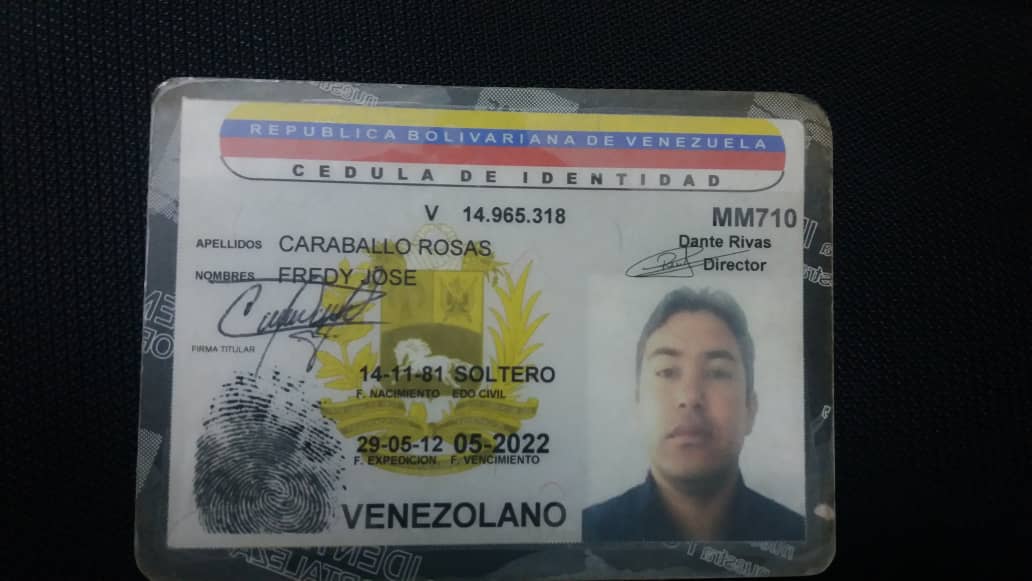 REPUBLICA BOLIVARIANA DE VENEZUELA
CEDULA DE IDENTIDAD
V 14.965.318 MM710
Dante Rivas
Director
APELLIDOS CARABALLO ROSAS
NOMBRES FREDY JOSE
FIRMA TITULAR
14-11-81 SOLTERO
F. NACIMIENTO EDO CIVIL
29-05-12 05-2022
F. EXPEDICION F. VENCIMIENTO
VENEZOLANO